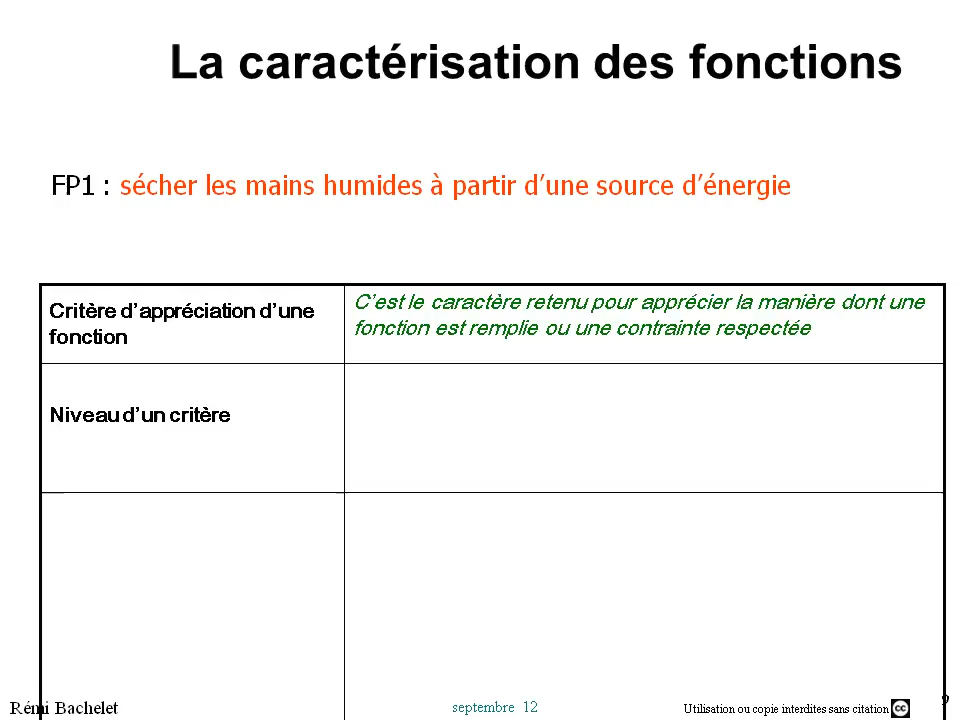 La caractérisation des fonctions
FP1 : sécher les mains humides à partir d’une source d’énergie
Critère d’appréciation d’une
fonction
C’est le caractère retenu pour apprécier la manière dont une
fonction est remplie ou une contrainte respectée
Niveau d’un critère
Rémi Bachelet
septembre 12
Utilisation ou copie interdites sans citation
cc
9